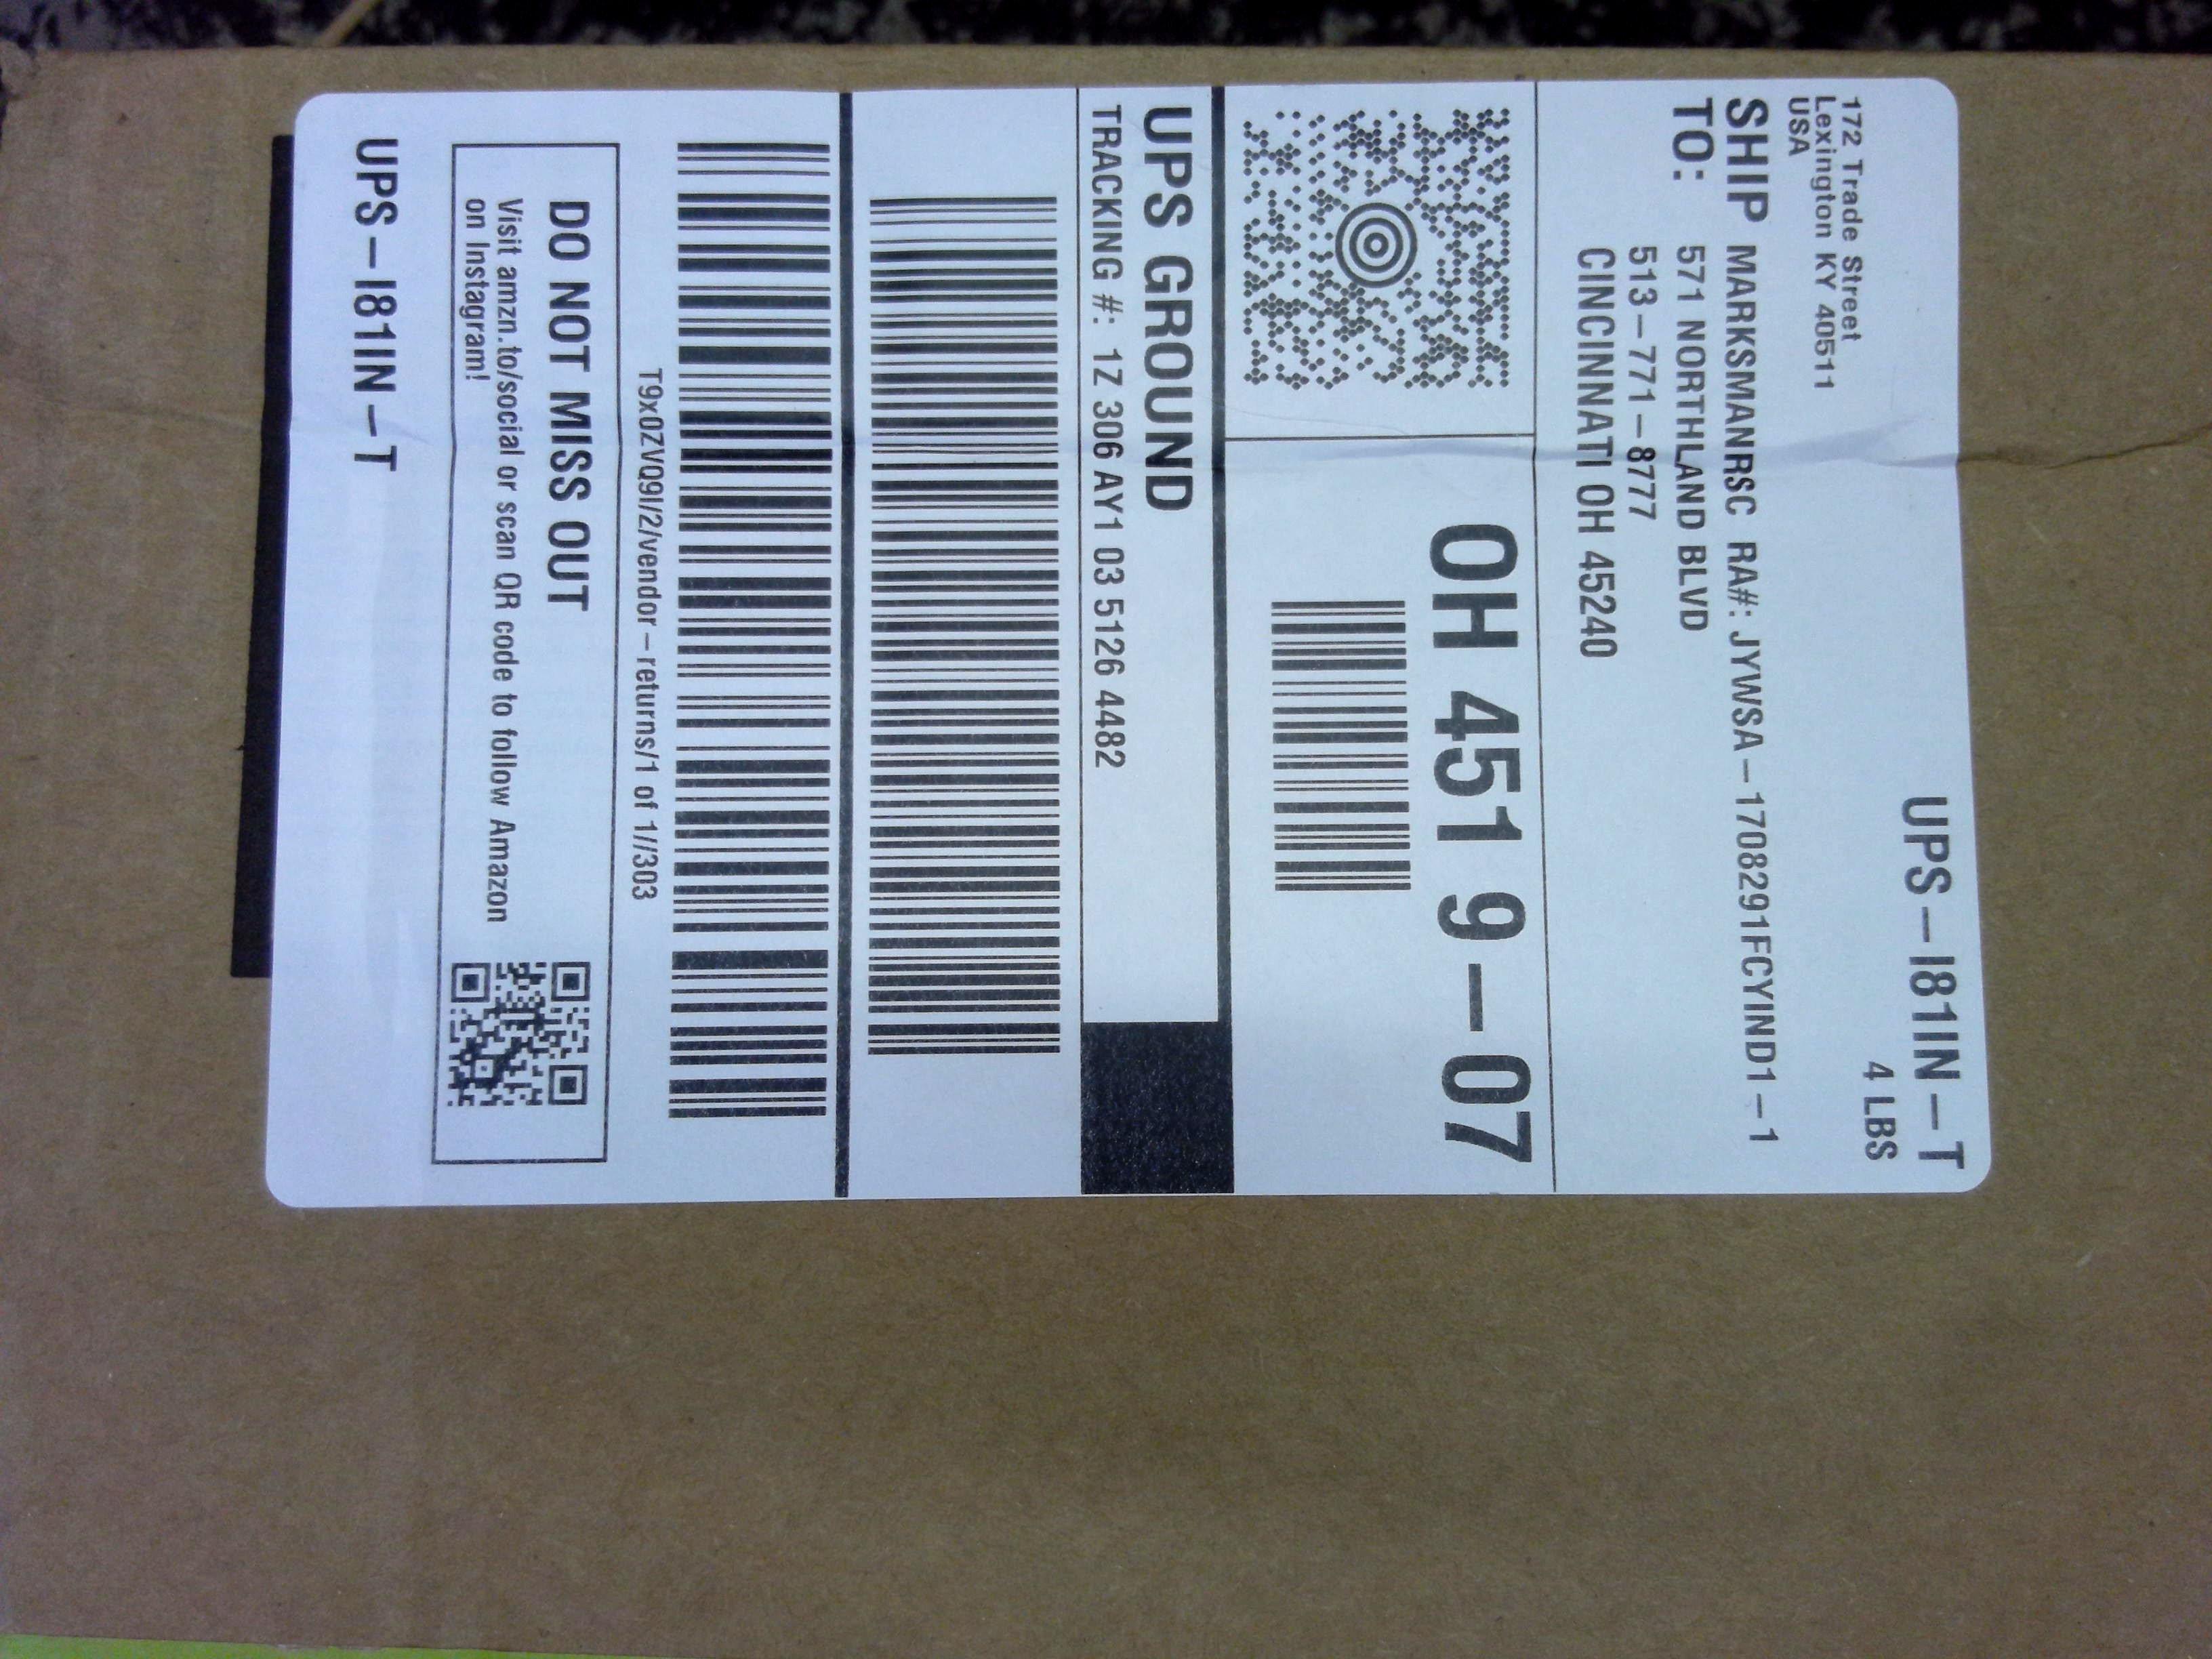 UPS-I81IN-T
4 LBS
172 Trade Street
Lexington KY 40511
USA
SHIP
TO:
MARKSMANRSC RA#: JYWSA-1708291FCYIND1-1
571 NORTHLAND BLVD
513-771-8777
CINCINNATI OH 45240
OH 451 9-07
UPS GROUND
TRACKING #: 1Z 306 AY1 03 5126 4482
T9x0ZVQ9I/2/vendor-returns/1 of 1//303
DO NOT MISS OUT
Visit amzn.to/social or scan QR code to follow Amazon
on Instagram!
UPS-I81IN-T